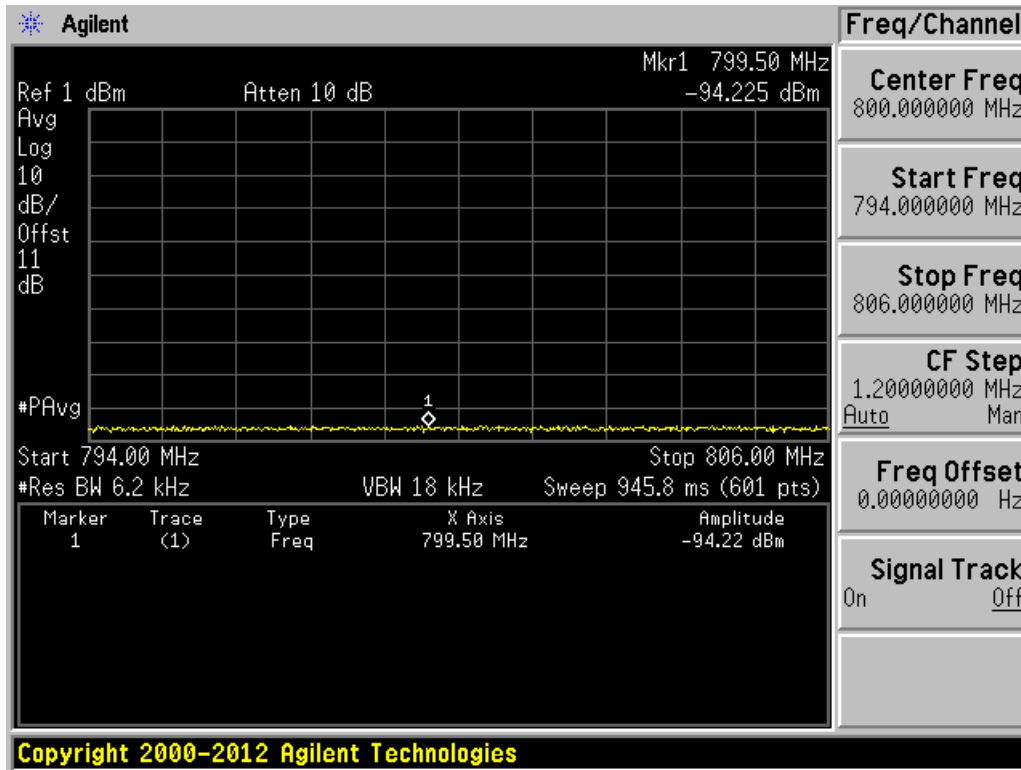 Agilent
Freq/Channel
Mkr1 799.50 MHz
Ref 1 dBm Atten 10 dB -94.225 dBm
Avg
Log
10
dB/
Offst
11
dB
#PAvg
1
Start 794.00 MHz Stop 806.00 MHz
#Res BW 6.2 kHz VBW 18 kHz Sweep 945.8 ms (601 pts)
Marker Trace Type X Axis Amplitude
1 (1) Freq 799.50 MHz -94.22 dBm
Center Freq
800.000000 MHz
Start Freq
794.000000 MHz
Stop Freq
806.000000 MHz
CF Step
1.20000000 MHz
Auto Man
Freq Offset
0.00000000 Hz
Signal Track
On Off
Copyright 2000-2012 Agilent Technologies